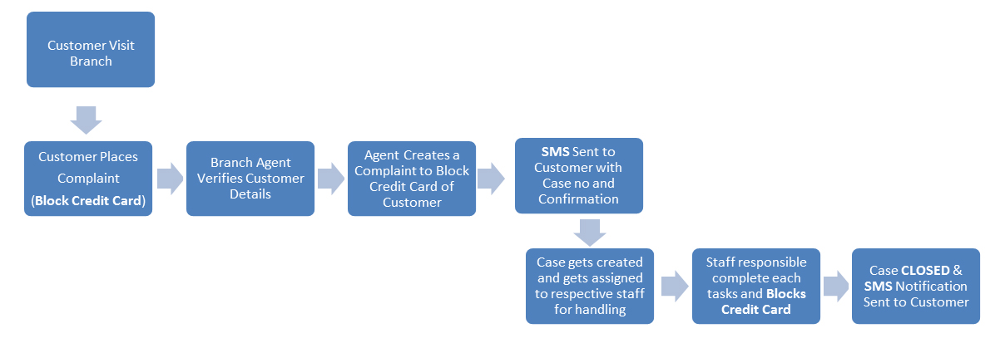 Customer Visit
Branch
Customer Places
Complaint
(Block Credit Card)
Branch Agent
Verifies Customer
Details
Agent Creates a
Complaint to Block
Credit Card of
Customer
SMS Sent to
Customer with
Case no and
Confirmation
Case gets created
and gets assigned
to respective staff
for handling
Staff responsible
complete each
tasks and Blocks
Credit Card
Case CLOSED &
SMS Notification
Sent to Customer